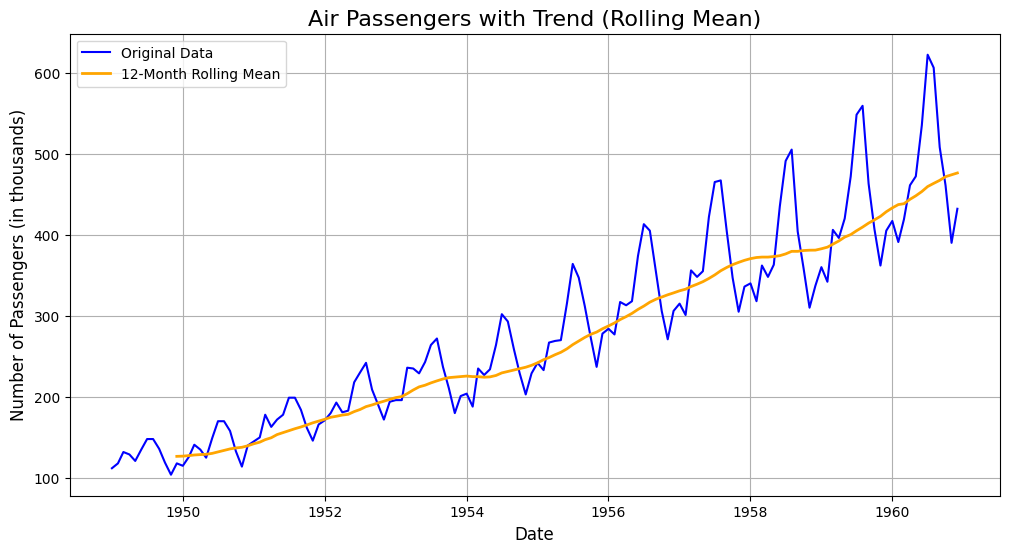 Air Passengers with Trend (Rolling Mean)
Original Data
12-Month Rolling Mean
Number of Passengers (in thousands)
600
500
400
300
200
100
1950 1952 1954 1956 1958 1960
Date